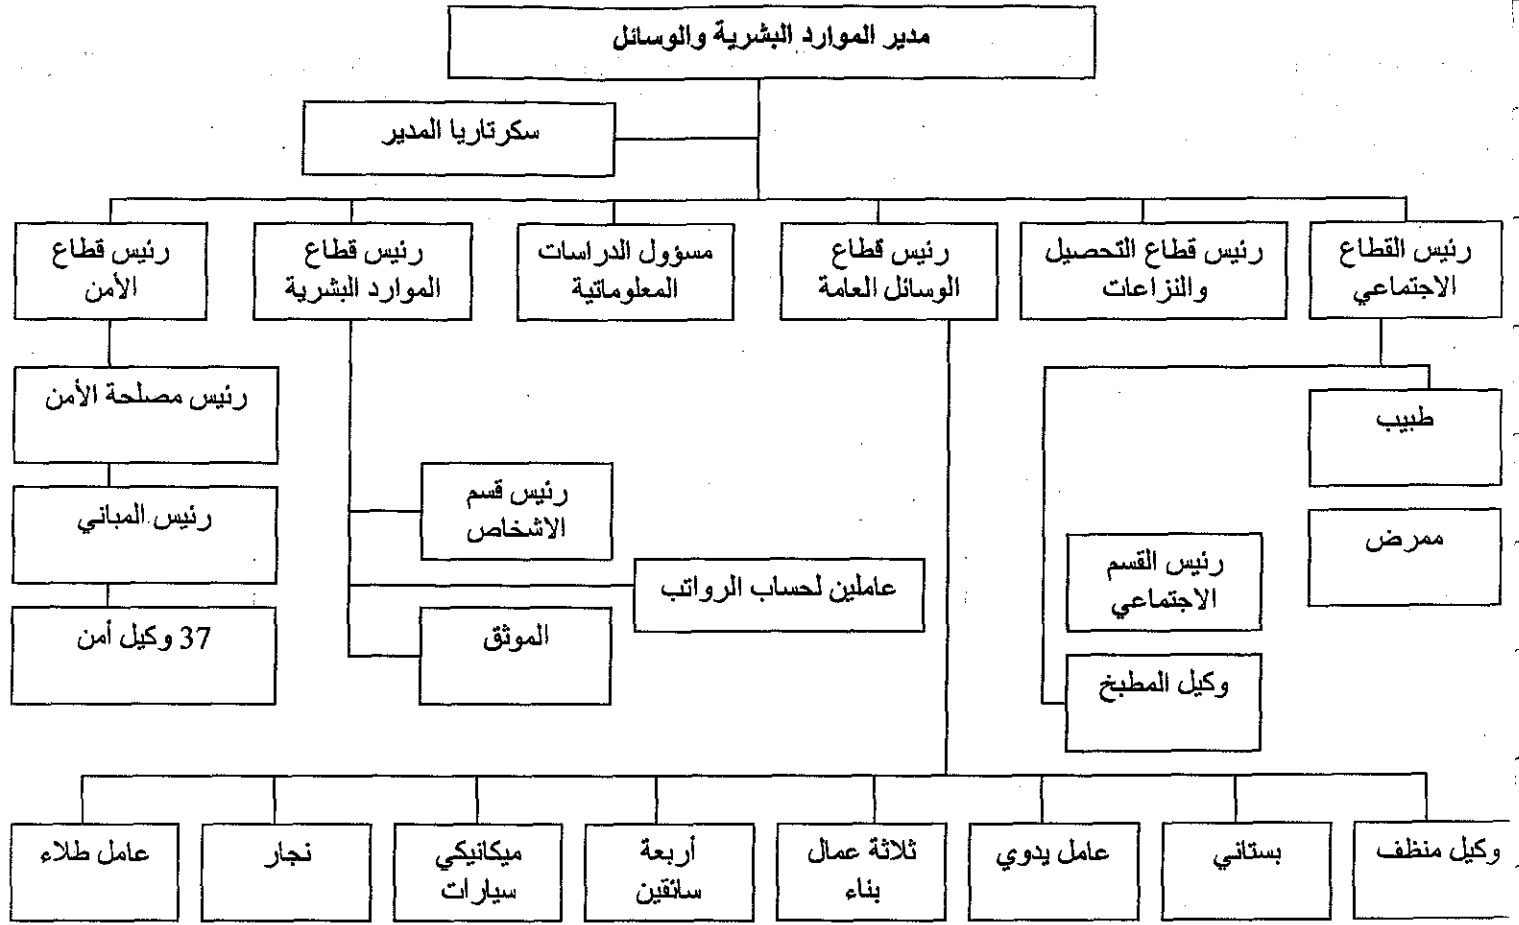 مدير الموارد البشرية والوسائل
سكرتاريا المدير
رئيس القطاع
الاجتماعي
رئيس قطاع التحصيل
والنزاعات
رئيس قطاع
الوسائل العامة
مسؤول الدراسات
المعلوماتية
رئيس قطاع
الموارد البشرية
رئيس قطاع
الأمن
طبيب
ممرض
رئيس القسم
الاجتماعي
وكيل المطبخ
رئيس قسم
الاشخاص
عاملين لحساب الرواتب
الموثق
رئيس مصلحة الأمن
رئيس المباني
37 وكيل أمن
وكيل منظف
بستاني
عامل يدوي
ثلاثة عمال
بناء
أربعة
سائقين
ميكانيكي
سيارات
نجار
عامل طلاء